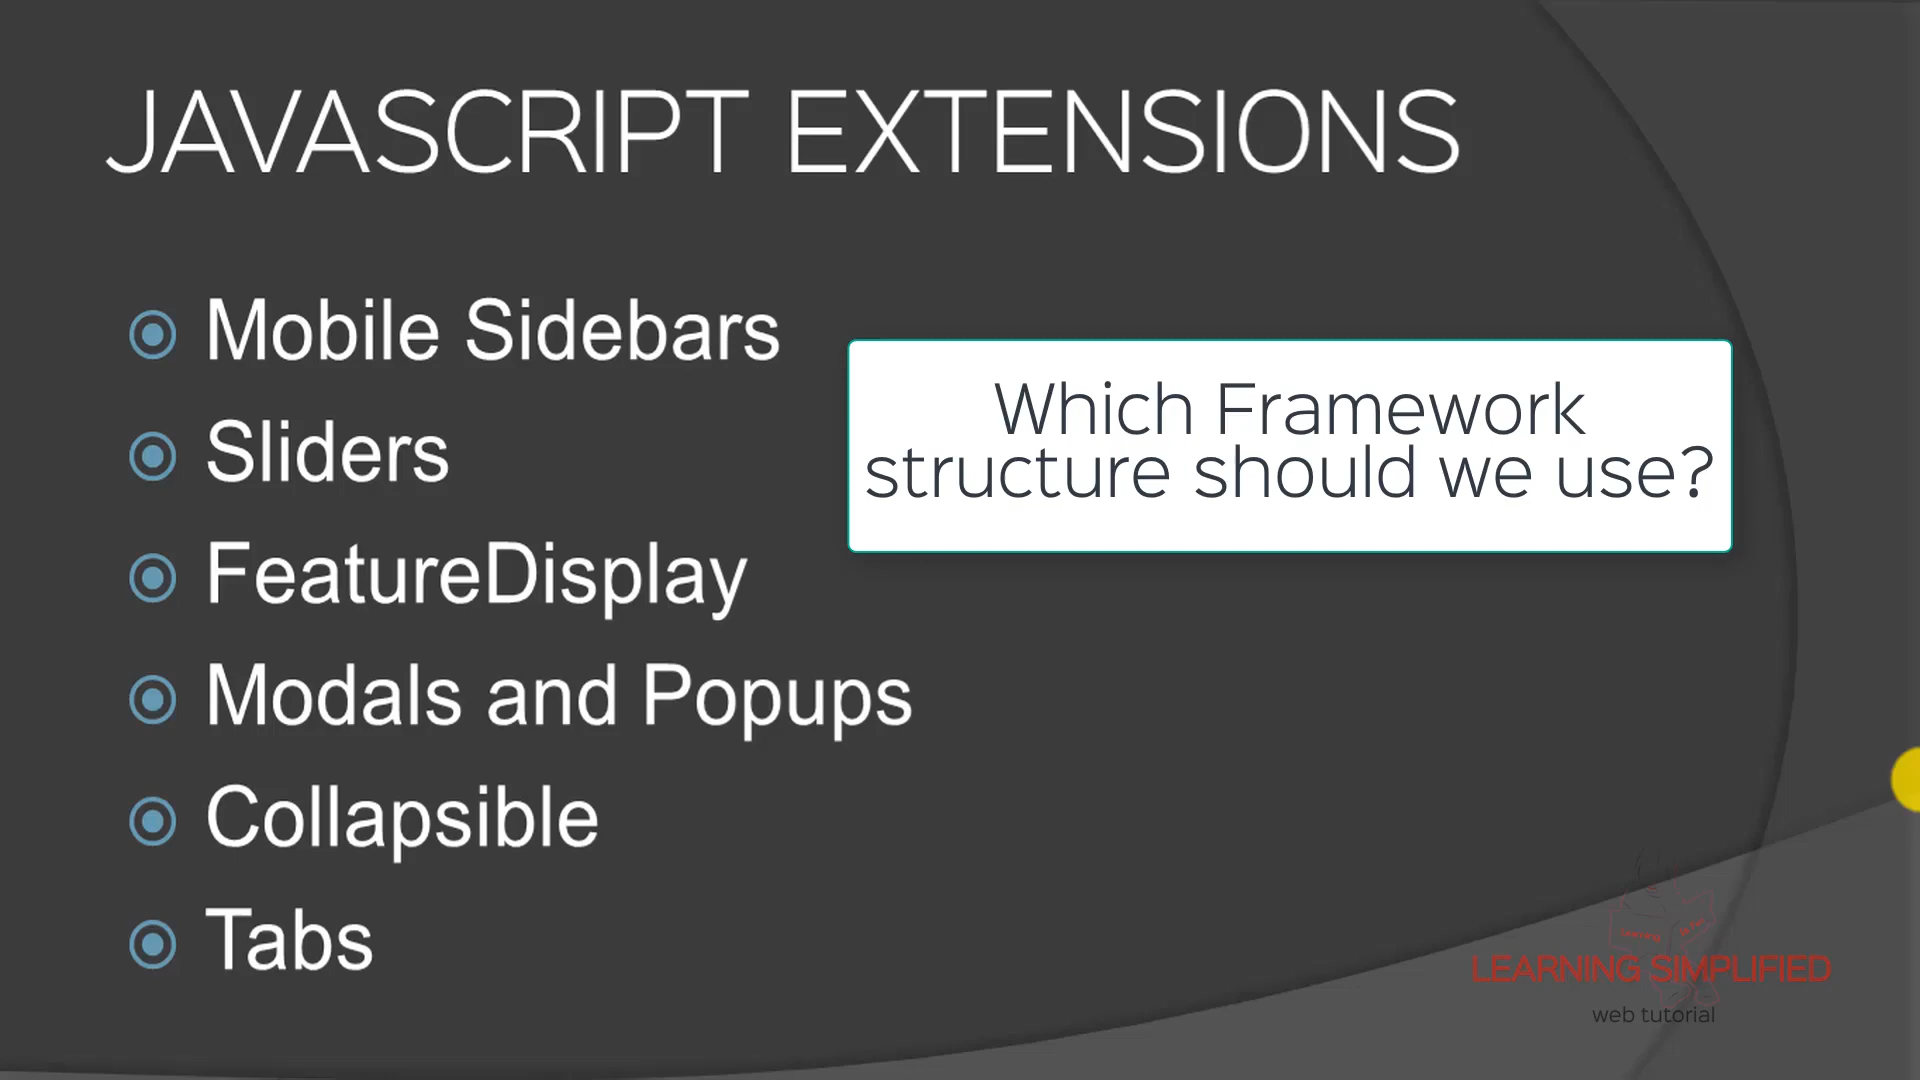 JAVASCRIPT EXTENSIONS
Mobile Sidebars
Sliders
FeatureDisplay
Modals and Popups
Collapsible
Tabs
Which Framework
structure should we use?
LEARNING SIMPLIFIED
web tutorial